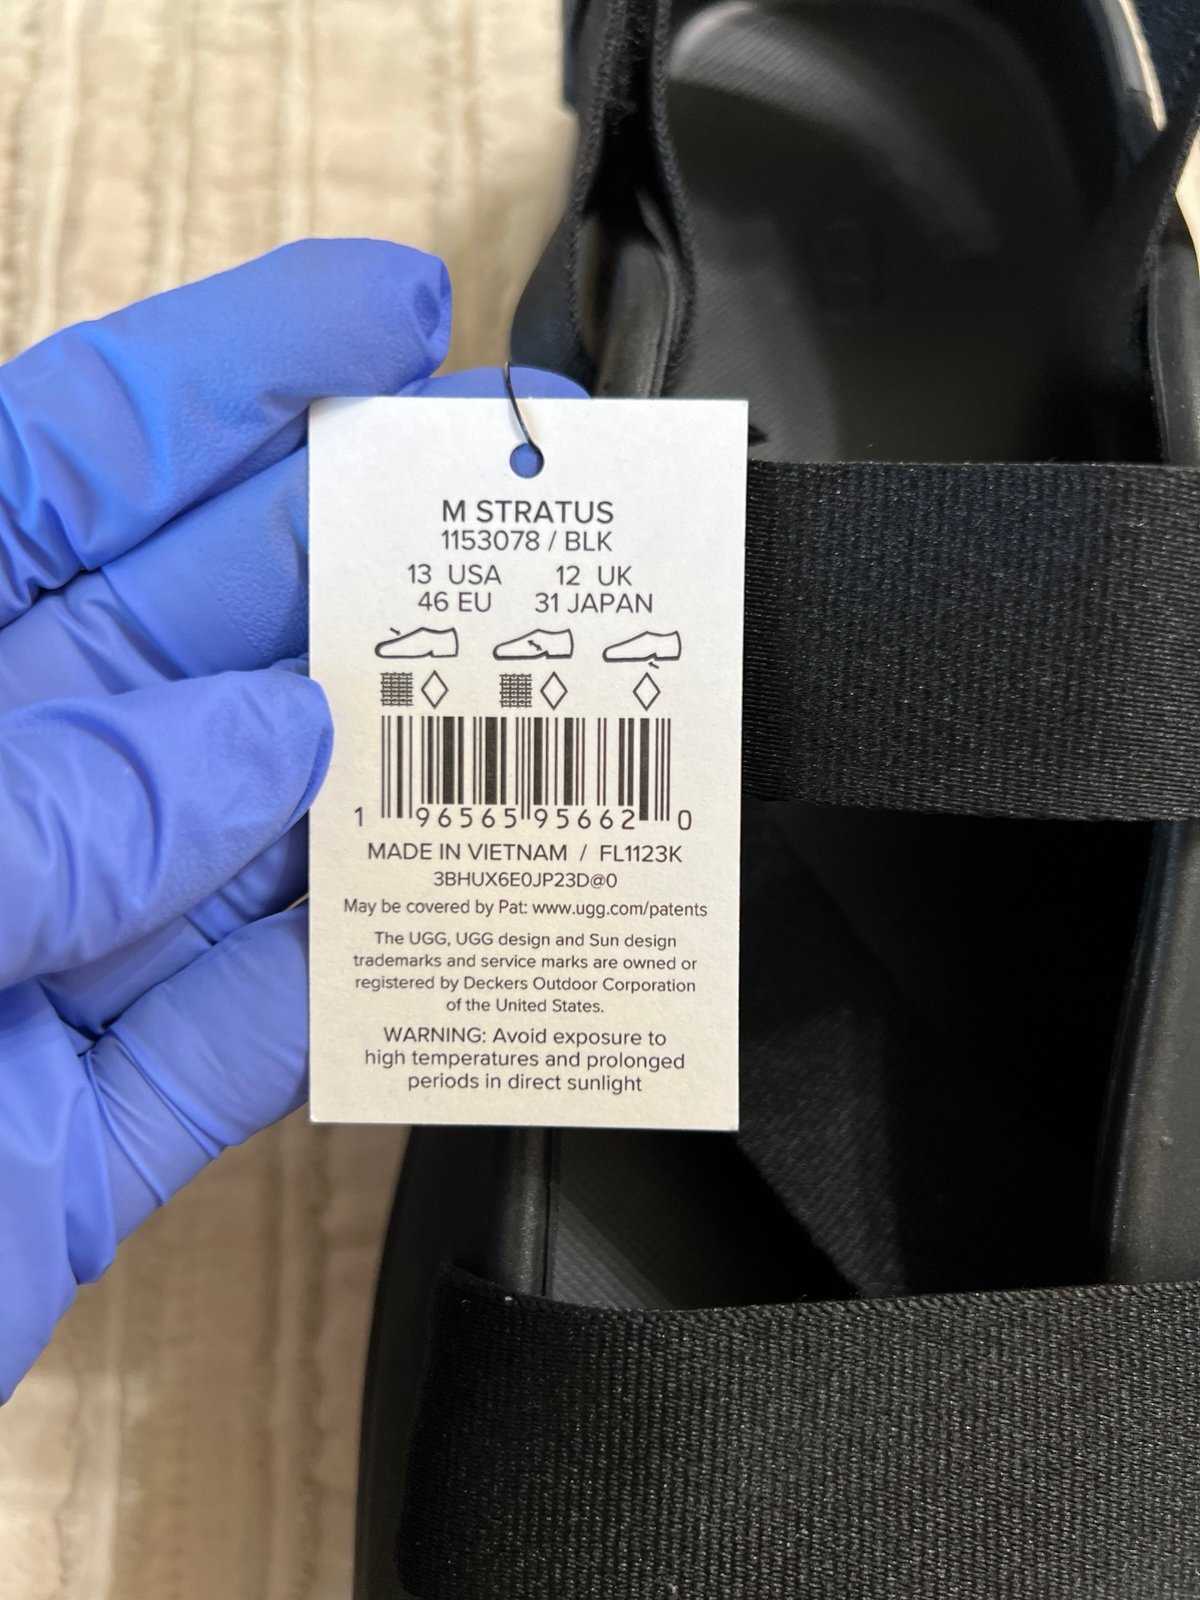 M STRATUS
1153078 / BLK
13 USA 12 UK
46 EU 31 JAPAN
1 96565 95662 0
MADE IN VIETNAM / FL1123K
3BHUX6E0JP23D@0
May be covered by Pat: www.ugg.com/patents
The UGG, UGG design and Sun design
trademarks and service marks are owned or
registered by Deckers Outdoor Corporation
of the United States.
WARNING: Avoid exposure to
high temperatures and prolonged
periods in direct sunlight